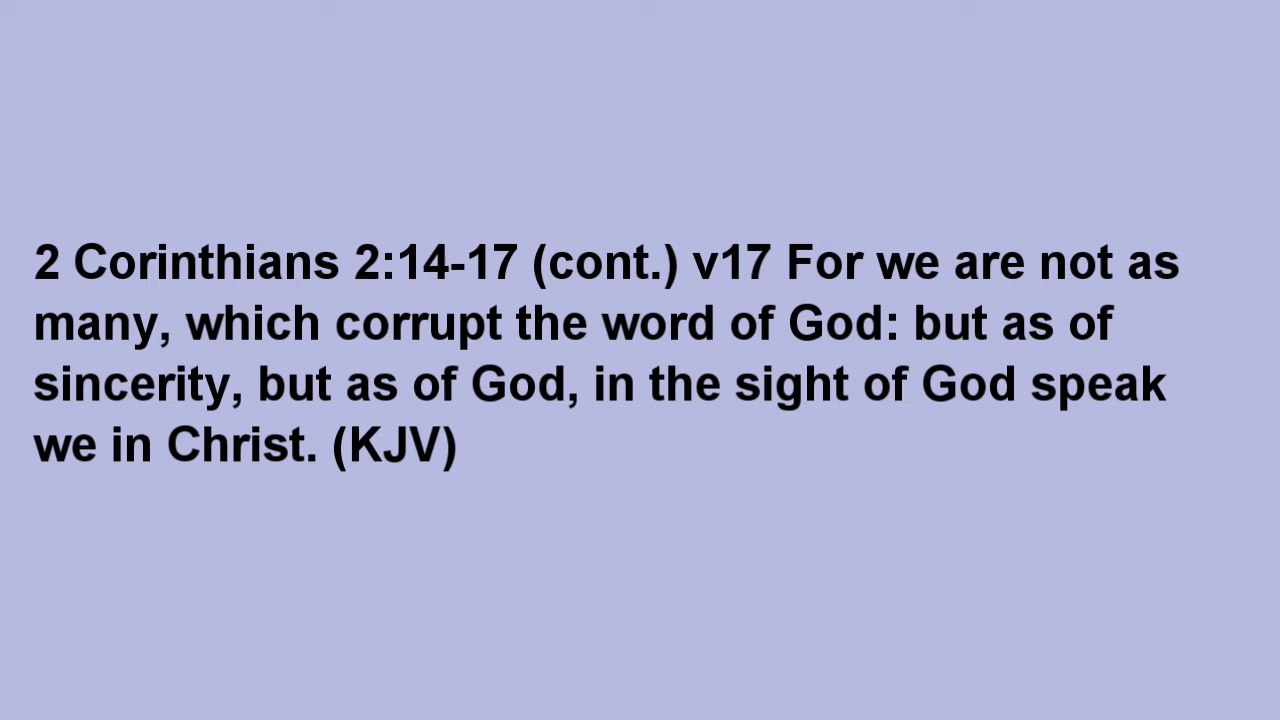 2 Corinthians 2:14-17 (cont.) v17 For we are not as
many, which corrupt the word of God: but as of
sincerity, but as of God, in the sight of God speak
we in Christ. (KJV)